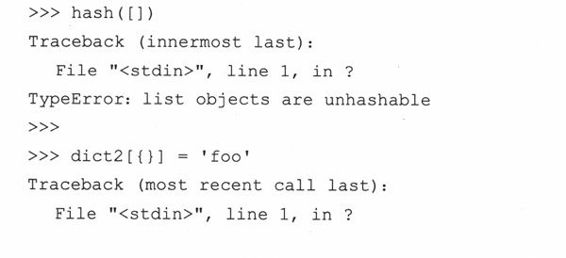 >>> hash([])
Traceback (innermost last):
File "<stdin>", line 1, in ?
TypeError: list objects are unhashable
>>>
>>> dict2[{}] = 'foo'
Traceback (most recent call last):
File "<stdin>", line 1, in ?